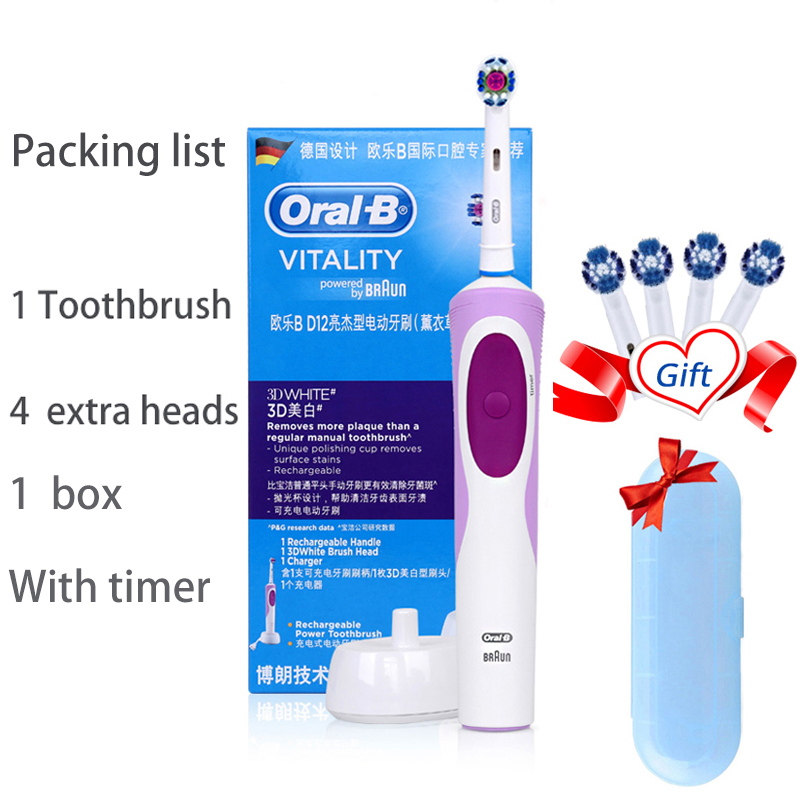 Packing list
1 Toothbrush
4 extra heads
1 box
With timer
德国设计 欧乐B国际口腔专 荐
Oral-B®
VITALITY
powered
by BRAUN
欧乐B D12亮杰型电动牙刷(薰衣草
3DWHITE#
3D美白#
Removes more plaque than a
regular manual toothbrush^
- Unique polishing cup removes
surface stains
- Rechargeable
比宝洁普通平头手动牙刷更有效清除牙菌斑^
- 抛光杯设计,帮助清洁牙齿表面牙渍
- 可充电电动牙刷
^P&G research data ^宝洁公司研究数据
1 Rechargeable Handle
1 3DWhite Brush Head
1 Charger
含1支可充电牙刷刷柄/1枚3D美白型刷头/
1个充电器
• Rechargeable
Power Toothbrush
• 充电式电动牙刷
博朗技术
Oral-B
timer
Oral-B
BRAUN
Gift